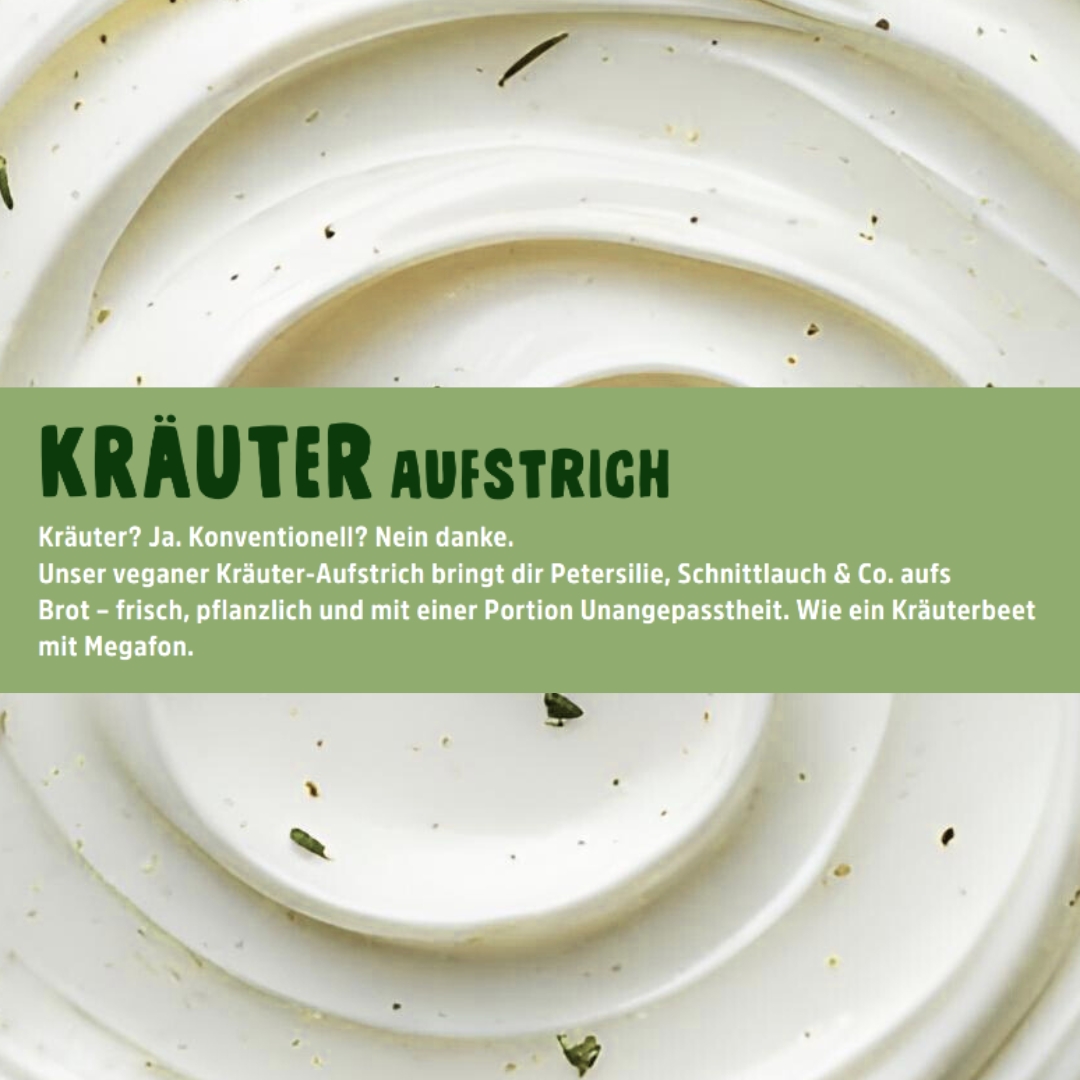 KRÄUTER AUFSTRICH
Kräuter? Ja. Konventionell? Nein danke.
Unser veganer Kräuter-Aufstrich bringt dir Petersilie, Schnittlauch & Co. aufs
Brot – frisch, pflanzlich und mit einer Portion Unangepasstheit. Wie ein Kräuterbeet
mit Megafon.